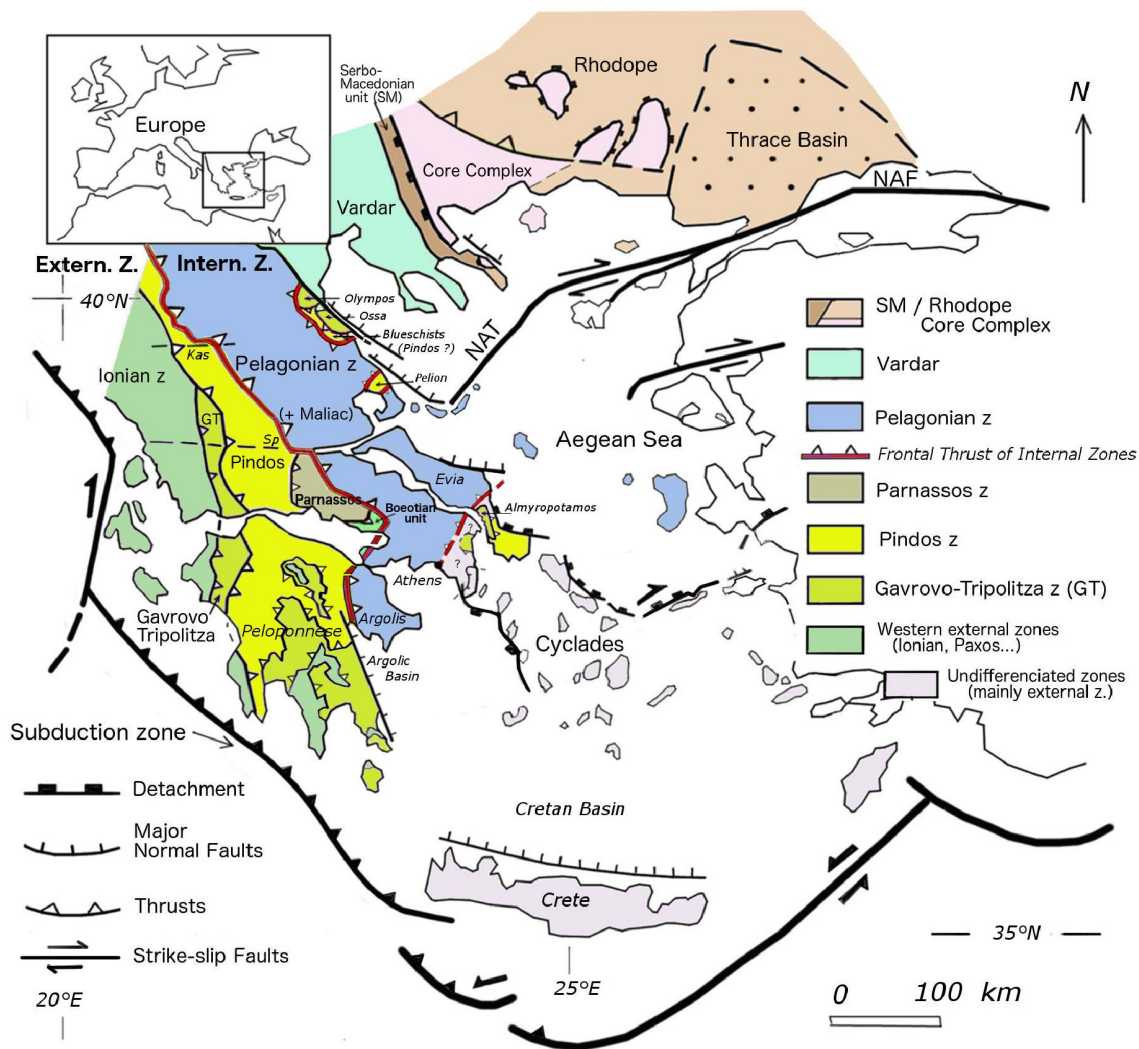 Europe
Serbo-
Macedonian
unit (SM)
Rhodope
Thrace Basin
N
Core Complex
NAF
Vardar
Extern. Z.
Intern. Z.
40°N
Olympos
Ossa
Blueschists
(Pindos ?)
NAT
Kas
Pelagonian z
Pelion
Ionian z
(+ Maliac)
GT
Sp
Pindos
Aegean Sea
Evia
Parnassos
Boeotian
unit
Almyropotamos
?
?
?
Athens
Gavrovo
Tripolitza
Peloponnese
Argolis
Argolic
Basin
Cyclades
SM / Rhodope
Core Complex
Vardar
Pelagonian z
Frontal Thrust of Internal Zones
Parnassos z
Pindos z
Gavrovo-Tripolitza z (GT)
Western external zones
(Ionian, Paxos...)
Undifferenciated zones
(mainly external z.)
Subduction zone
Detachment
Major
Normal Faults
Thrusts
Strike-slip Faults
Cretan Basin
Crete
35°N
20°E
25°E
0 100 km